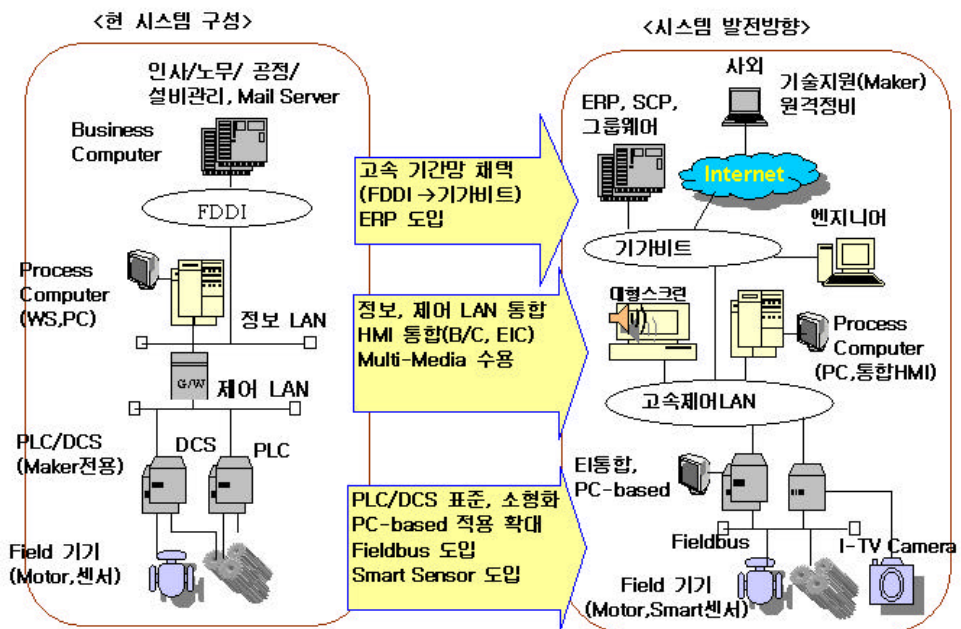 <현 시스템 구성>
인사/노무/ 공정/
설비관리, Mail Server
Business
Computer
FDDI
Process
Computer
(WS,PC)
정보 LAN
G/W
제어 LAN
PLC/DCS
(Maker전용)
DCS
PLC
Field 기기
(Motor,센서)
고속 기간망 채택
(FDDI →기가비트)
ERP 도입
정보, 제어 LAN 통합
HMI 통합(B/C, EIC)
Multi-Media 수용
PLC/DCS 표준, 소형화
PC-based 적용 확대
Fieldbus 도입
Smart Sensor 도입
<시스템 발전방향>
사외
기술지원(Maker)
원격정비
ERP, SCP,
그룹웨어
Internet
엔지니어
기가비트
대형스크린
Process
Computer
(PC,통합HMI)
고속제어LAN
EI통합,
PC-based
Fieldbus
I-TV Camera
Field 기기
(Motor,Smart센서)